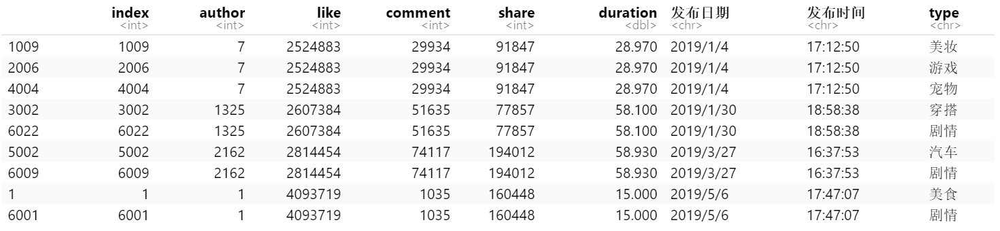 index author like comment share duration 发布日期 发布时间 type
<int> <int> <int> <int> <int> <dbl> <chr> <chr> <chr>
1009 1009 7 2524883 29934 91847 28.970 2019/1/4 17:12:50 美妆
2006 2006 7 2524883 29934 91847 28.970 2019/1/4 17:12:50 游戏
4004 4004 7 2524883 29934 91847 28.970 2019/1/4 17:12:50 宠物
3002 3002 1325 2607384 51635 77857 58.100 2019/1/30 18:58:38 穿搭
6022 6022 1325 2607384 51635 77857 58.100 2019/1/30 18:58:38 剧情
5002 5002 2162 2814454 74117 194012 58.930 2019/3/27 16:37:53 汽车
6009 6009 2162 2814454 74117 194012 58.930 2019/3/27 16:37:53 剧情
1 1 1 4093719 1035 160448 15.000 2019/5/6 17:47:07 美食
6001 6001 1 4093719 1035 160448 15.000 2019/5/6 17:47:07 剧情